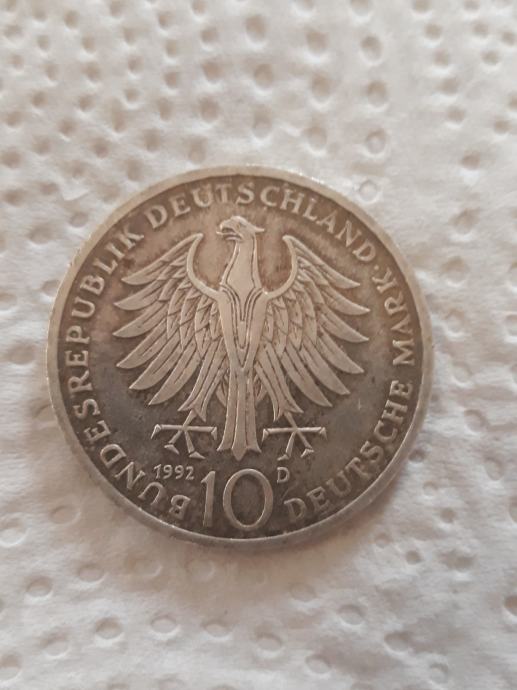 BUNDESREPUBLIK DEUTSCHLAND · DEUTSCHE MARK
1992 10 D